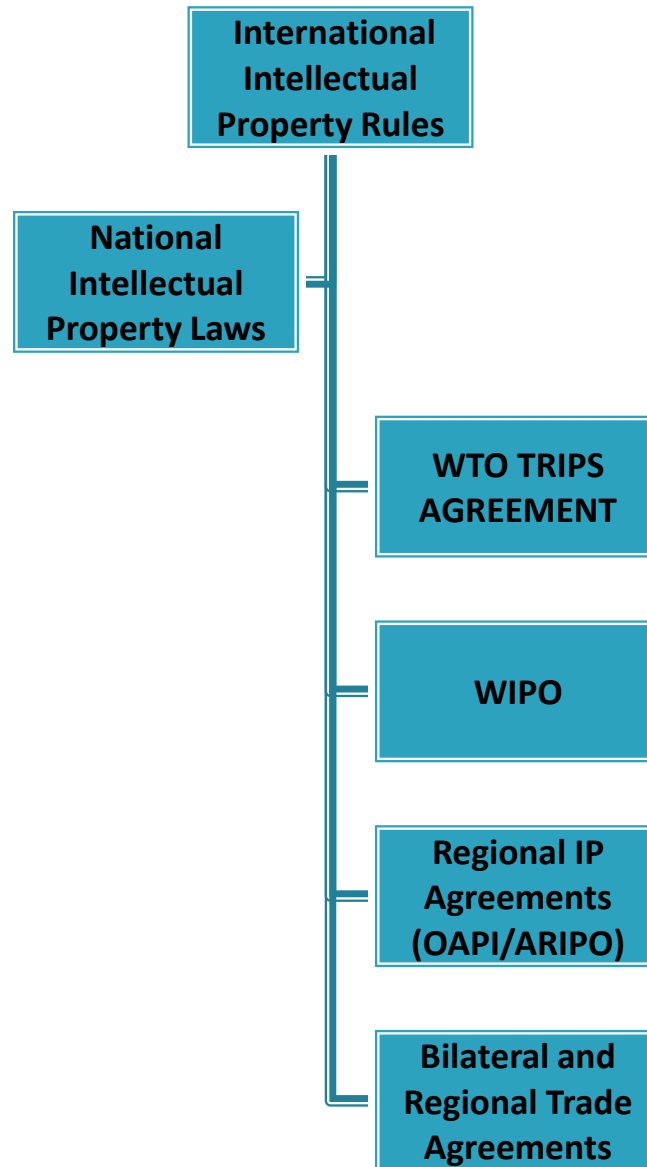 International
Intellectual
Property Rules
National
Intellectual
Property Laws
WTO TRIPS
AGREEMENT
WIPO
Regional IP
Agreements
(OAPI/ARIPO)
Bilateral and
Regional Trade
Agreements